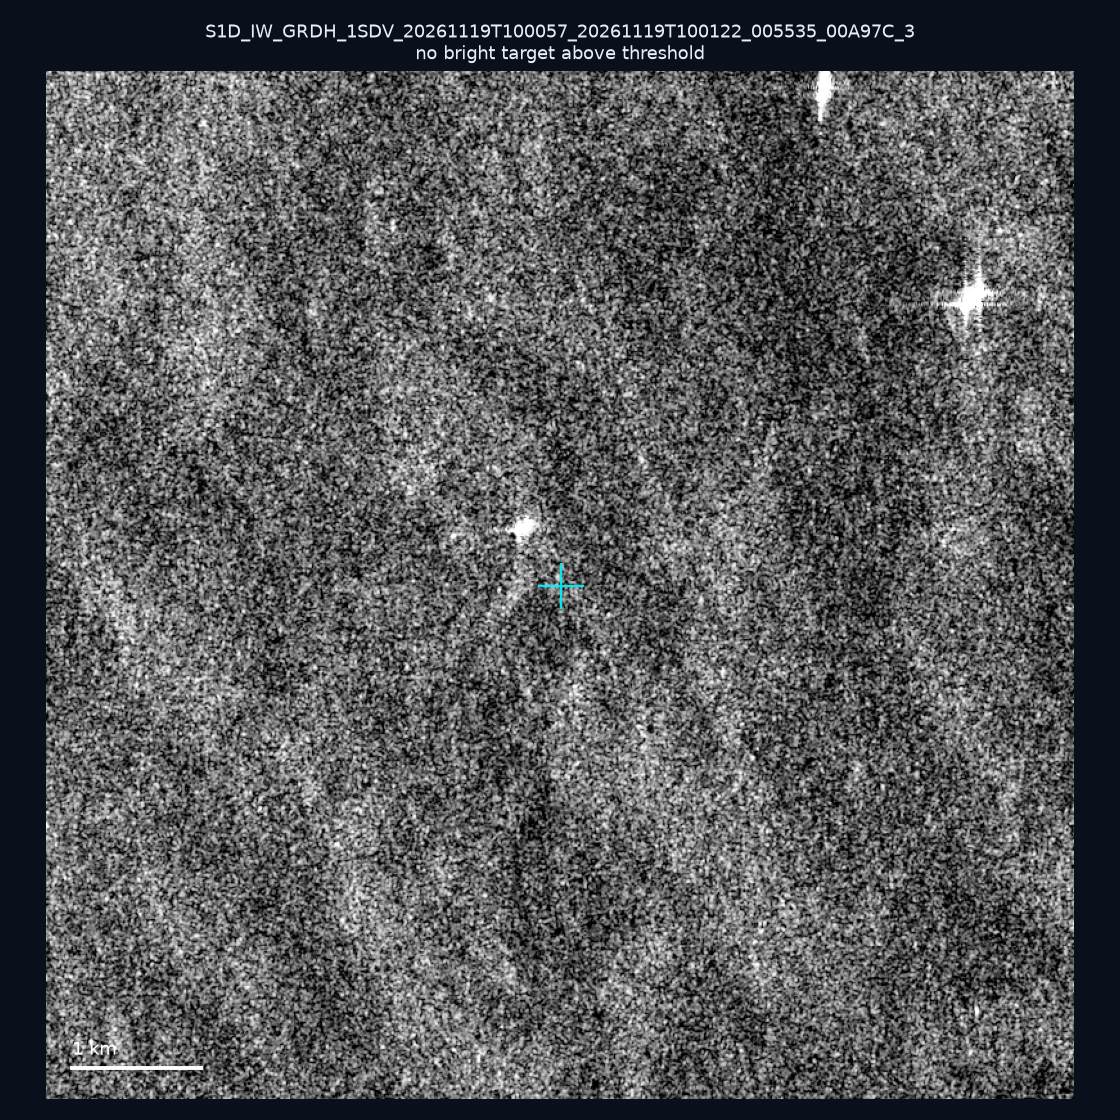 S1D_IW_GRDH_1SDV_20261119T100057_20261119T100122_005535_00A97C_3
no bright target above threshold
1 km